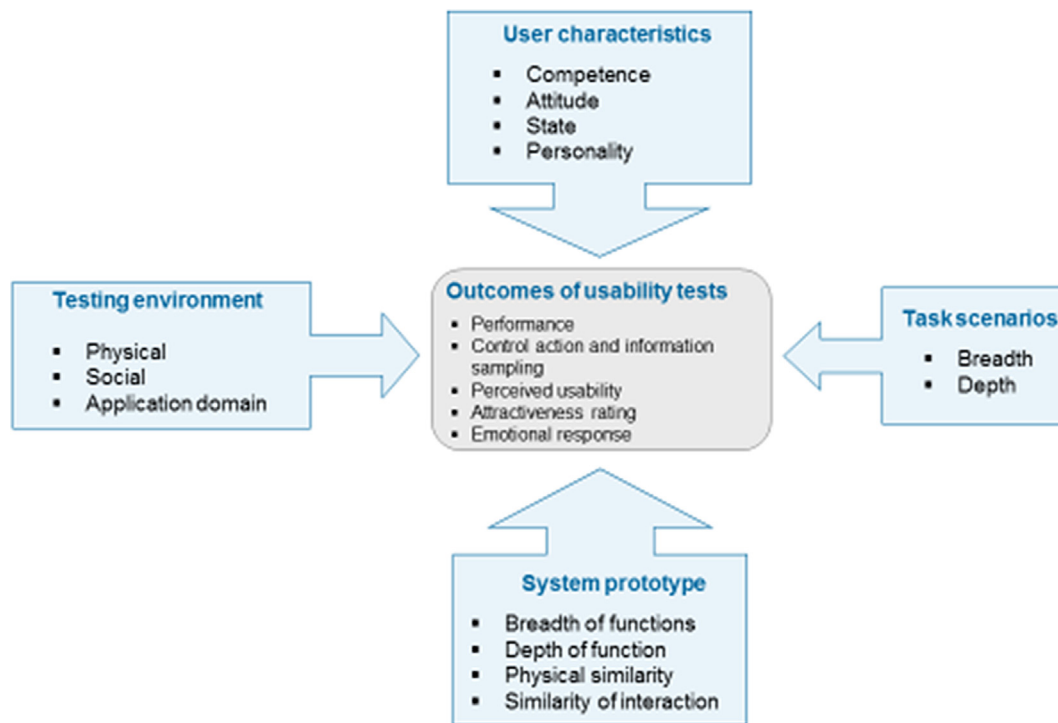 User characteristics
▪ Competence
▪ Attitude
▪ State
▪ Personality
Testing environment
▪ Physical
▪ Social
▪ Application domain
Outcomes of usability tests
▪ Performance
▪ Control action and information
sampling
▪ Perceived usability
▪ Attractiveness rating
▪ Emotional response
Task scenarios
▪ Breadth
▪ Depth
System prototype
▪ Breadth of functions
▪ Depth of function
▪ Physical similarity
▪ Similarity of interaction